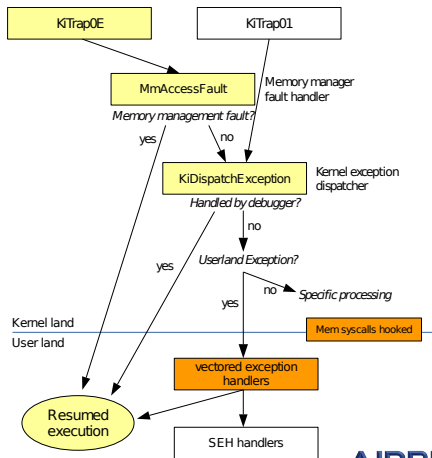 KiTrap0E
KiTrap01
MmAccessFault
Memory manager
fault handler
Memory management fault?
yes
no
KiDispatchException
Kernel exception
dispatcher
Handled by debugger?
no
yes
Userland Exception?
no
Specific processing
yes
Kernel land
Mem syscalls hooked
User land
vectored exception
handlers
Resumed
execution
SEH handlers